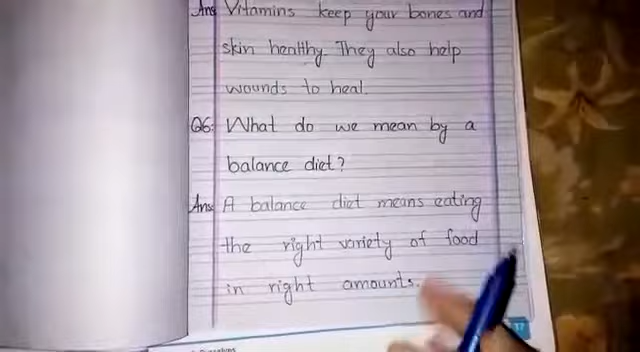 Ans Vitamins keep your bones and
skin healthy. They also help
wounds to heal.
Q6: What do we mean by a
balance diet?
Ans: A balance diet means eating
the right variety of food
in right amounts.
17